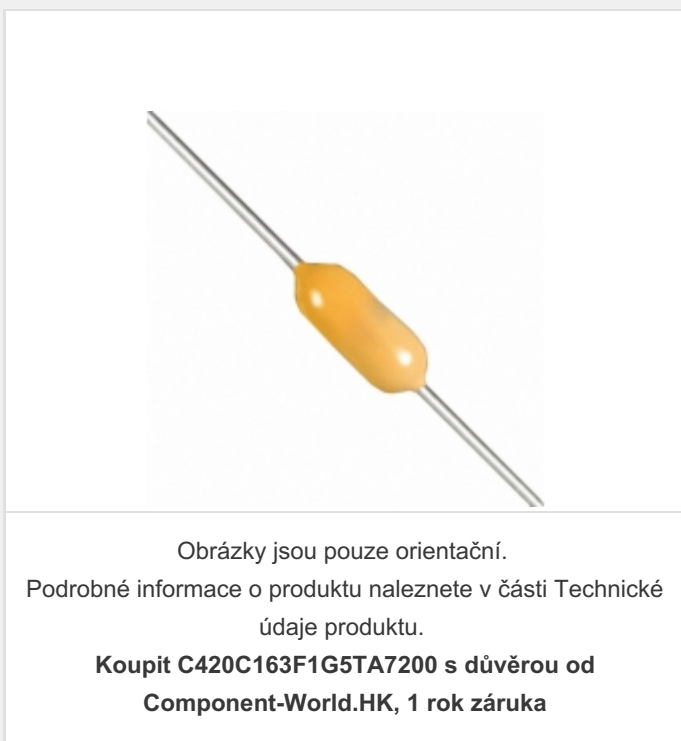 Obrázky jsou pouze orientační.
Podrobné informace o produktu naleznete v části Technické
údaje produktu.
Koupit C420C163F1G5TA7200 s důvěrou od
Component-World.HK, 1 rok záruka